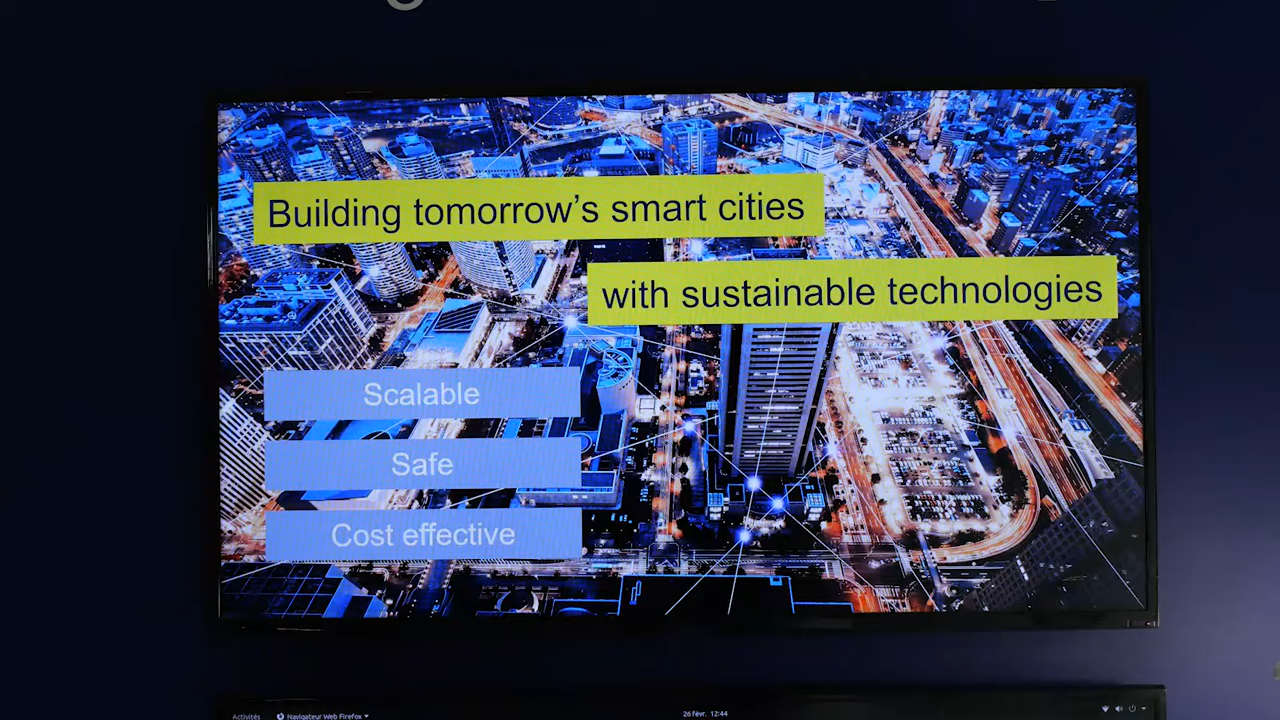 Building tomorrow’s smart cities
with sustainable technologies
Scalable
Safe
Cost effective
Activités Navigateur Web Firefox 26 févr. 12:44